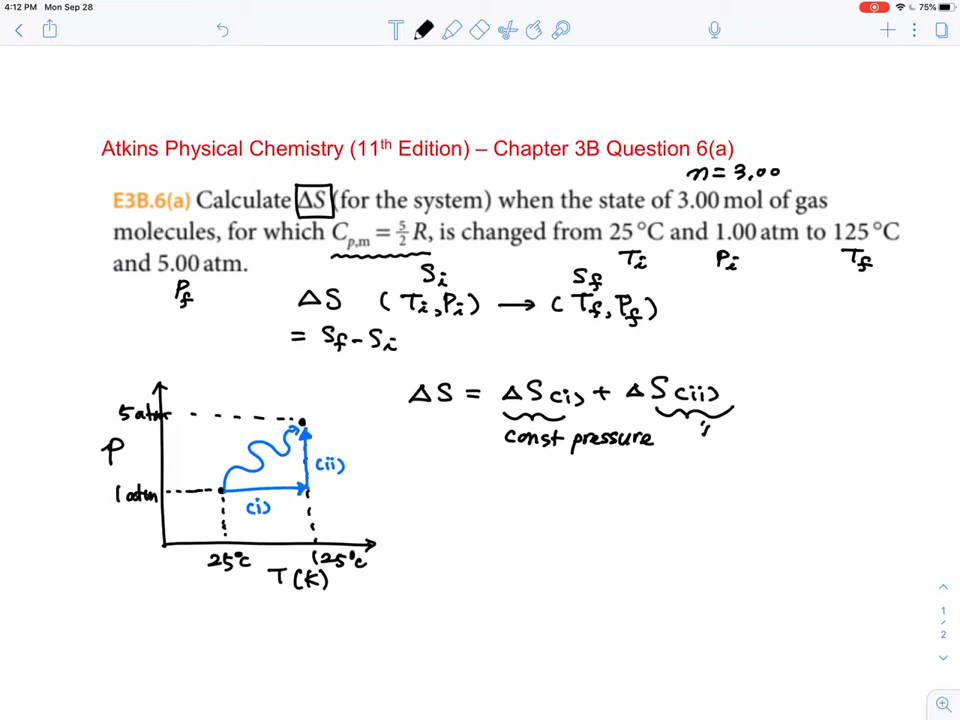 4:12 PM Mon Sep 28
75%
Atkins Physical Chemistry (11th Edition) – Chapter 3B Question 6(a)
n = 3.00
E3B.6(a) Calculate ΔS (for the system) when the state of 3.00 mol of gas
molecules, for which Cp,m = 5/2 R, is changed from 25 °C and 1.00 atm to 125 °C
and 5.00 atm.
Ti Pi Tf
Pf
Si Sf
ΔS (Ti, Pi) → (Tf, Pf)
= Sf - Si
ΔS = ΔS(i) + ΔS(ii)
const pressure
5 atm
P
(ii)
1 atm
(i)
25°C 125°C
T (K)
1
/
2